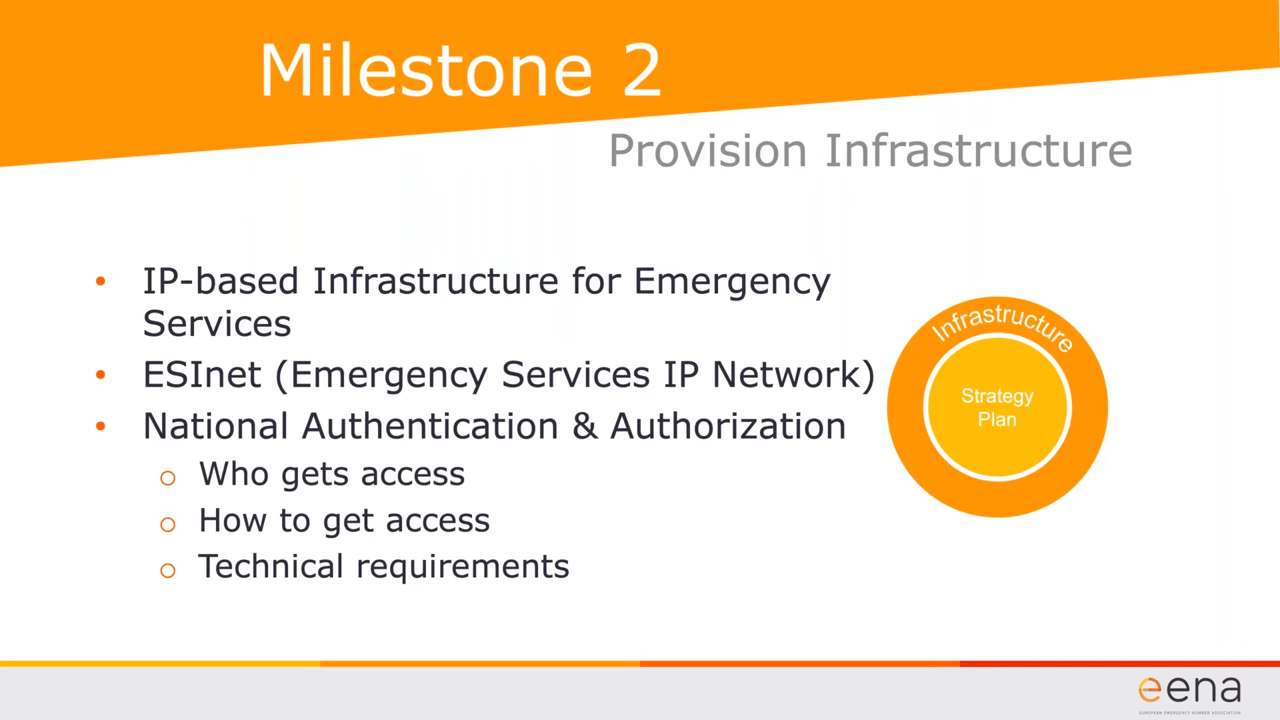 Milestone 2
Provision Infrastructure
• IP-based Infrastructure for Emergency
Services
• ESInet (Emergency Services IP Network)
• National Authentication & Authorization
o Who gets access
o How to get access
o Technical requirements
Infrastructure
Strategy
Plan
eena
EUROPEAN EMERGENCY NUMBER ASSOCIATION